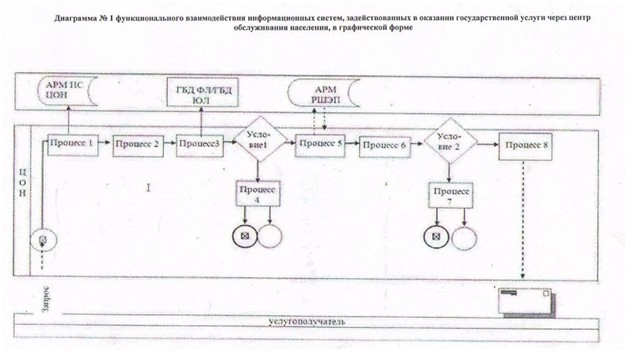 Диаграмма № 1 функционального взаимодействия информационных систем, задействованных в оказании государственной услуги через центр
обслуживания населения, в графической форме
АРМ ИС
ЦОН
ГБД ФЛ/ГБД
ЮЛ
АРМ
РШЭП
ЦОН
Процесс 1
Процесс 2
Процесс3
Усло-
вие1
Процесс 5
Процесс 6
Усло-
вие 2
Процесс 8
Процесс
4
Процесс
7
Запрос
услугополучатель